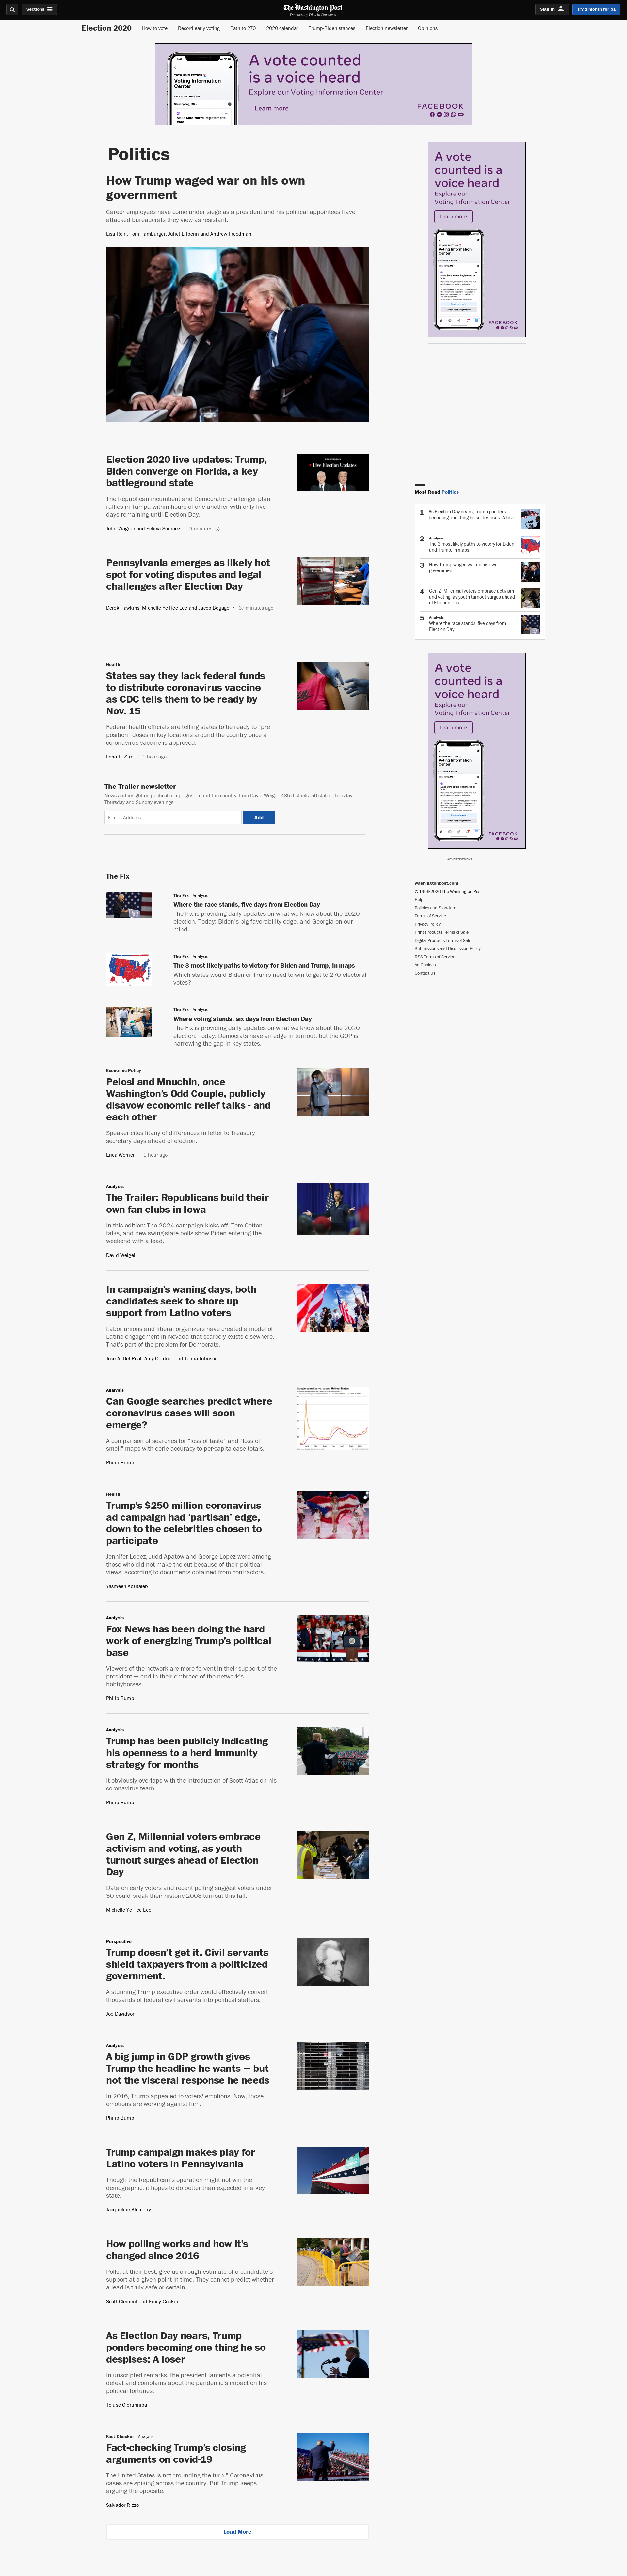 Sections
The Washington Post
Democracy Dies in Darkness
Sign In
Try 1 month for $1
Election 2020
How to vote
Record early voting
Path to 270
2020 calendar
Trump-Biden stances
Election newsletter
Opinions
Voting Information
Center
A vote counted
is a voice heard
Explore our Voting Information Center
Learn more
FACEBOOK
Politics
How Trump waged war on his own
government
Career employees have come under siege as a president and his political appointees have
attacked bureaucrats they view as resistant.
Lisa Rein, Tom Hamburger, Juliet Eilperin and Andrew Freedman
Election 2020 live updates: Trump,
Biden converge on Florida, a key
battleground state
The Republican incumbent and Democratic challenger plan
rallies in Tampa within hours of one another with only five
days remaining until Election Day.
John Wagner and Felicia Sonmez • 9 minutes ago
Live Election Updates
Pennsylvania emerges as likely hot
spot for voting disputes and legal
challenges after Election Day
Derek Hawkins, Michelle Ye Hee Lee and Jacob Bogage • 37 minutes ago
Health
States say they lack federal funds
to distribute coronavirus vaccine
as CDC tells them to be ready by
Nov. 15
Federal health officials are telling states to be ready to “pre-
position” doses in key locations around the country once a
coronavirus vaccine is approved.
Lena H. Sun • 1 hour ago
The Trailer newsletter
News and insight on political campaigns around the country, from David Weigel. 435 districts. 50 states. Tuesday,
Thursday and Sunday evenings.
E-mail Address
Add
The Fix
The Fix Analysis
Where the race stands, five days from Election Day
The Fix is providing daily updates on what we know about the 2020
election. Today: Biden's big favorability edge, and Georgia on our
mind.
The Fix Analysis
The 3 most likely paths to victory for Biden and Trump, in maps
Which states would Biden or Trump need to win to get to 270 electoral
votes?
The Fix Analysis
Where voting stands, six days from Election Day
The Fix is providing daily updates on what we know about the 2020
election. Today: Democrats have an edge in turnout, but the GOP is
narrowing the gap in key states.
Economic Policy
Pelosi and Mnuchin, once
Washington’s Odd Couple, publicly
disavow economic relief talks - and
each other
Speaker cites litany of differences in letter to Treasury
secretary days ahead of election.
Erica Werner • 1 hour ago
Analysis
The Trailer: Republicans build their
own fan clubs in Iowa
In this edition: The 2024 campaign kicks off, Tom Cotton
talks, and new swing-state polls show Biden entering the
weekend with a lead.
David Weigel
In campaign’s waning days, both
candidates seek to shore up
support from Latino voters
Labor unions and liberal organizers have created a model of
Latino engagement in Nevada that scarcely exists elsewhere.
That’s part of the problem for Democrats.
Jose A. Del Real, Amy Gardner and Jenna Johnson
Analysis
Can Google searches predict where
coronavirus cases will soon
emerge?
A comparison of searches for "loss of taste" and "loss of
smell" maps with eerie accuracy to per-capita case totals.
Philip Bump
Health
Trump’s $250 million coronavirus
ad campaign had ‘partisan’ edge,
down to the celebrities chosen to
participate
Jennifer Lopez, Judd Apatow and George Lopez were among
those who did not make the cut because of their political
views, according to documents obtained from contractors.
Yasmeen Abutaleb
Analysis
Fox News has been doing the hard
work of energizing Trump’s political
base
Viewers of the network are more fervent in their support of the
president — and in their embrace of the network's
hobbyhorses.
Philip Bump
Analysis
Trump has been publicly indicating
his openness to a herd immunity
strategy for months
It obviously overlaps with the introduction of Scott Atlas on his
coronavirus team.
Philip Bump
Gen Z, Millennial voters embrace
activism and voting, as youth
turnout surges ahead of Election
Day
Data on early voters and recent polling suggest voters under
30 could break their historic 2008 turnout this fall.
Michelle Ye Hee Lee
Perspective
Trump doesn’t get it. Civil servants
shield taxpayers from a politicized
government.
A stunning Trump executive order would effectively convert
thousands of federal civil servants into political staffers.
Joe Davidson
Analysis
A big jump in GDP growth gives
Trump the headline he wants — but
not the visceral response he needs
In 2016, Trump appealed to voters' emotions. Now, those
emotions are working against him.
Philip Bump
Trump campaign makes play for
Latino voters in Pennsylvania
Though the Republican's operation might not win the
demographic, it hopes to do better than expected in a key
state.
Jacqueline Alemany
How polling works and how it’s
changed since 2016
Polls, at their best, give us a rough estimate of a candidate's
support at a given point in time. They cannot predict whether
a lead is truly safe or certain.
Scott Clement and Emily Guskin
As Election Day nears, Trump
ponders becoming one thing he so
despises: A loser
In unscripted remarks, the president laments a potential
defeat and complains about the pandemic's impact on his
political fortunes.
Toluse Olorunnipa
Fact Checker Analysis
Fact-checking Trump’s closing
arguments on covid-19
The United States is not "rounding the turn." Coronavirus
cases are spiking across the country. But Trump keeps
arguing the opposite.
Salvador Rizzo
Load More
A vote
counted is a
voice heard
Explore our
Voting Information Center
Learn more
Voting Information
Center
FACEBOOK
Most Read Politics
1 As Election Day nears, Trump ponders
becoming one thing he so despises: A loser
2 Analysis
The 3 most likely paths to victory for Biden
and Trump, in maps
3 How Trump waged war on his own
government
4 Gen Z, Millennial voters embrace activism
and voting, as youth turnout surges ahead
of Election Day
5 Analysis
Where the race stands, five days from
Election Day
A vote
counted is a
voice heard
Explore our
Voting Information Center
Learn more
Voting Information
Center
FACEBOOK
ADVERTISEMENT
washingtonpost.com
© 1996-2020 The Washington Post
Help
Policies and Standards
Terms of Service
Privacy Policy
Print Products Terms of Sale
Digital Products Terms of Sale
Submissions and Discussion Policy
RSS Terms of Service
Ad Choices
Contact Us